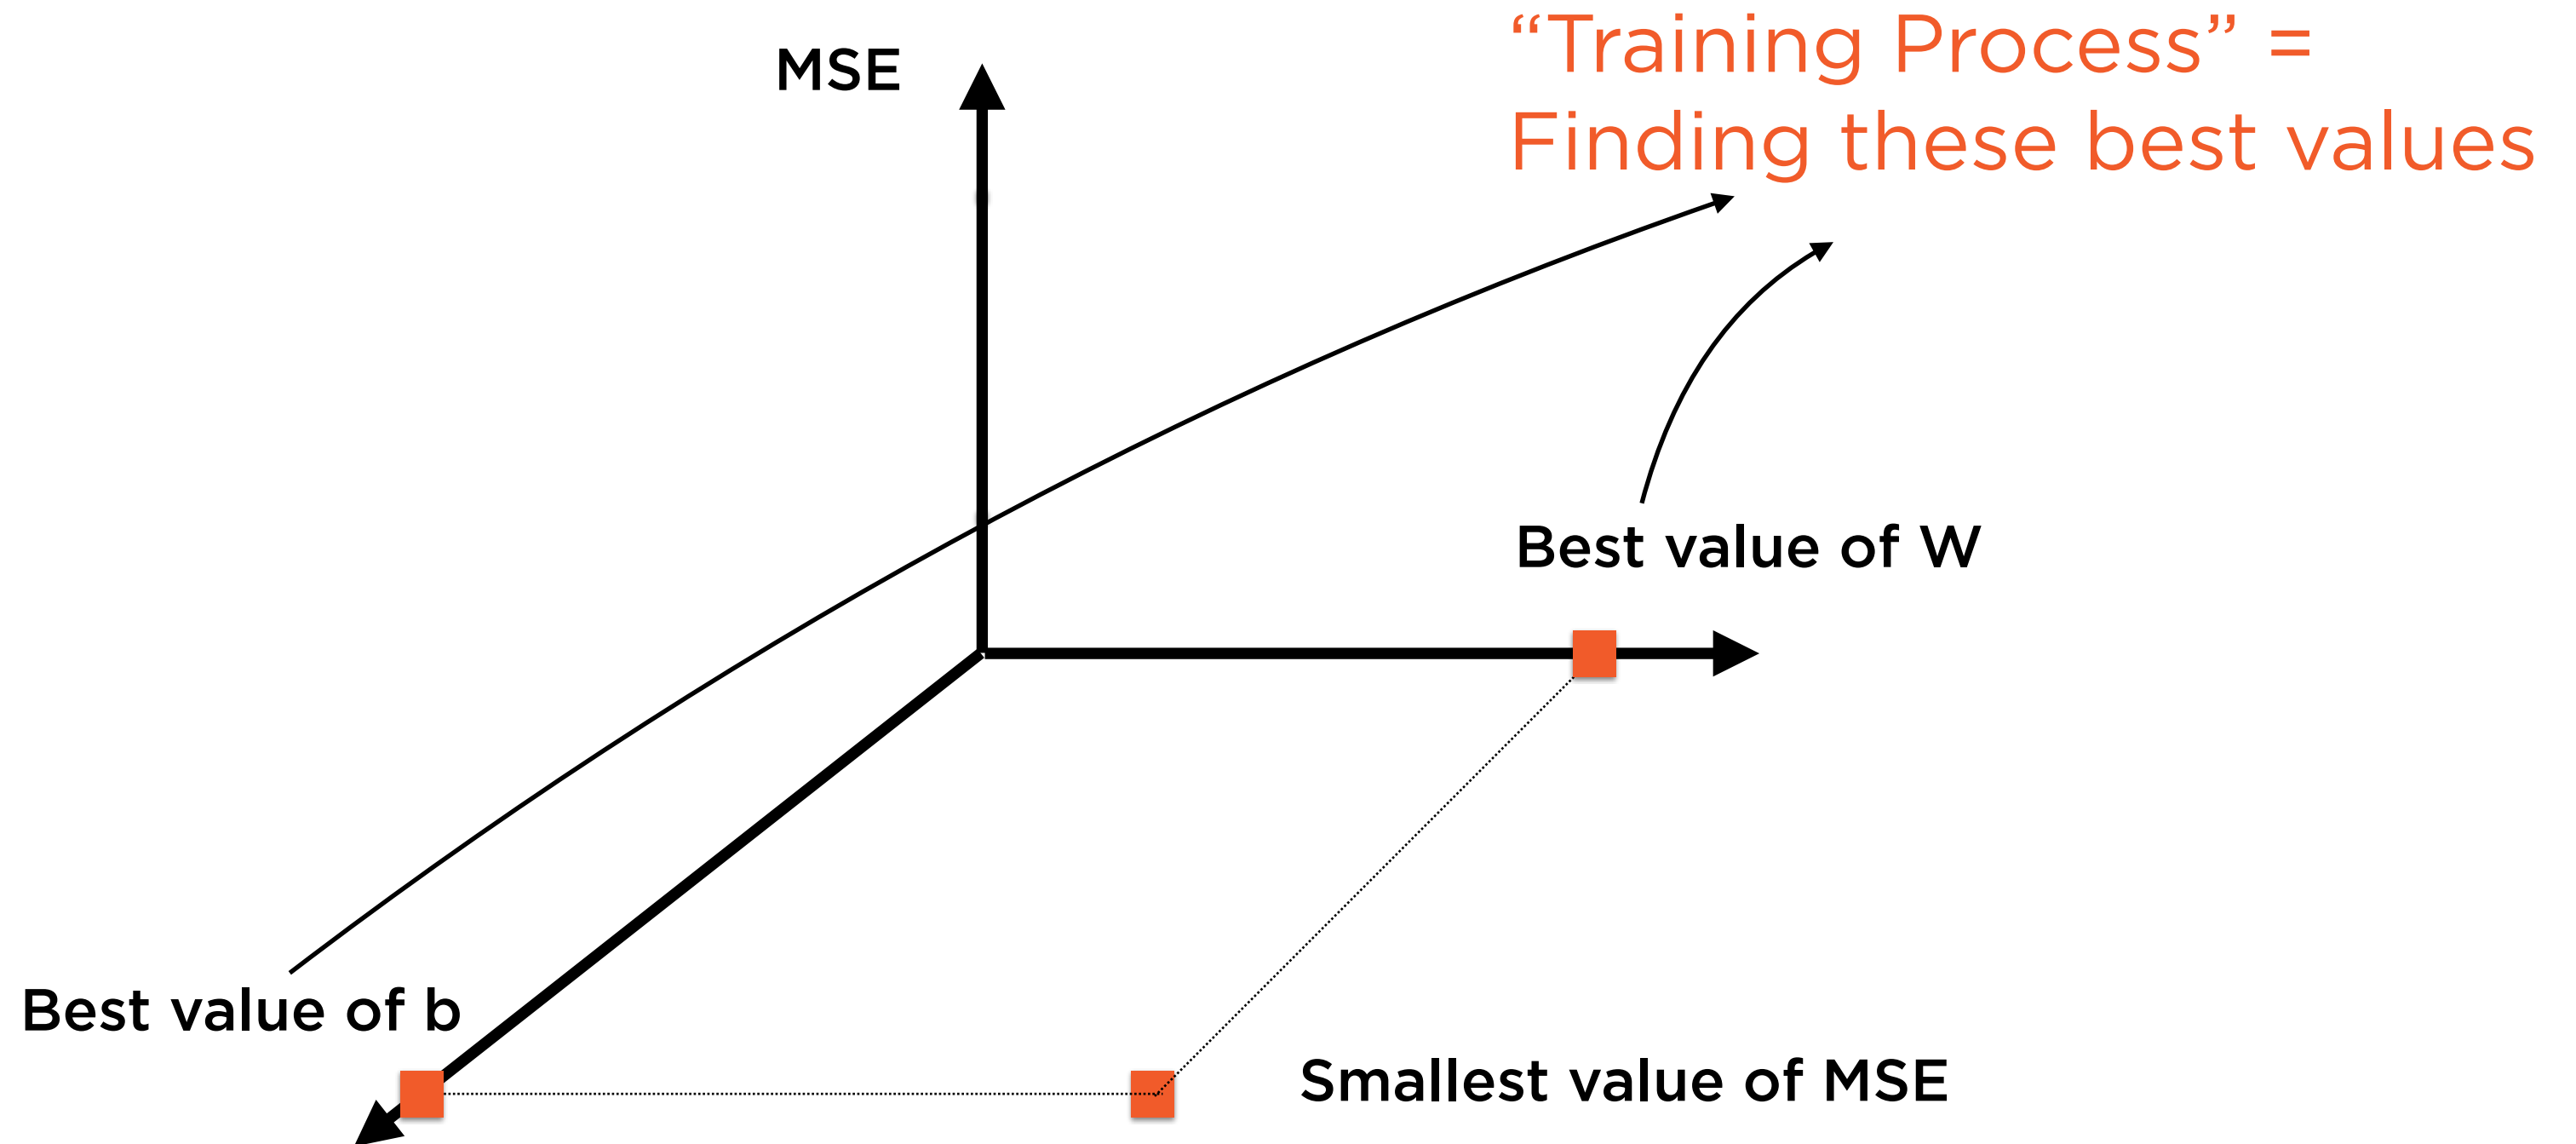 “Training Process” =
Finding these best values
MSE
Best value of W
Best value of b
Smallest value of MSE